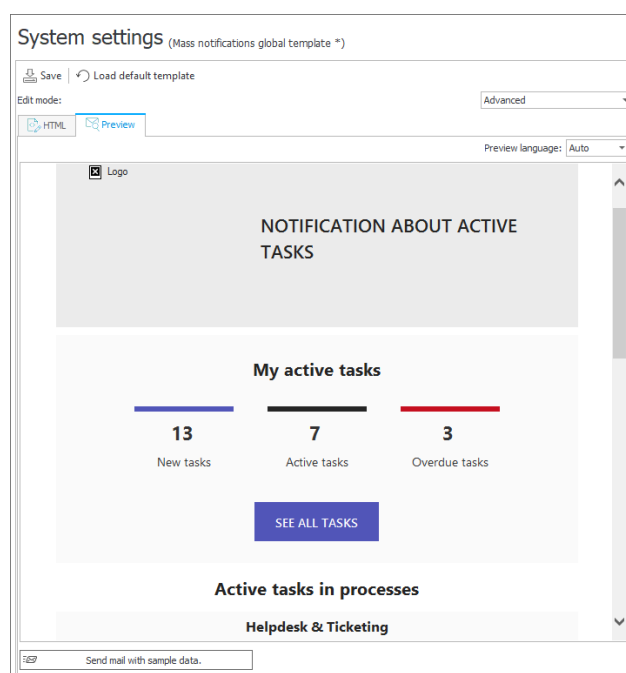 System settings (Mass notifications global template *)
Save Load default template
Edit mode: Advanced
HTML Preview
Preview language: Auto
Logo
NOTIFICATION ABOUT ACTIVE
TASKS
My active tasks
13 7 3
New tasks Active tasks Overdue tasks
SEE ALL TASKS
Active tasks in processes
Helpdesk & Ticketing
Send mail with sample data.